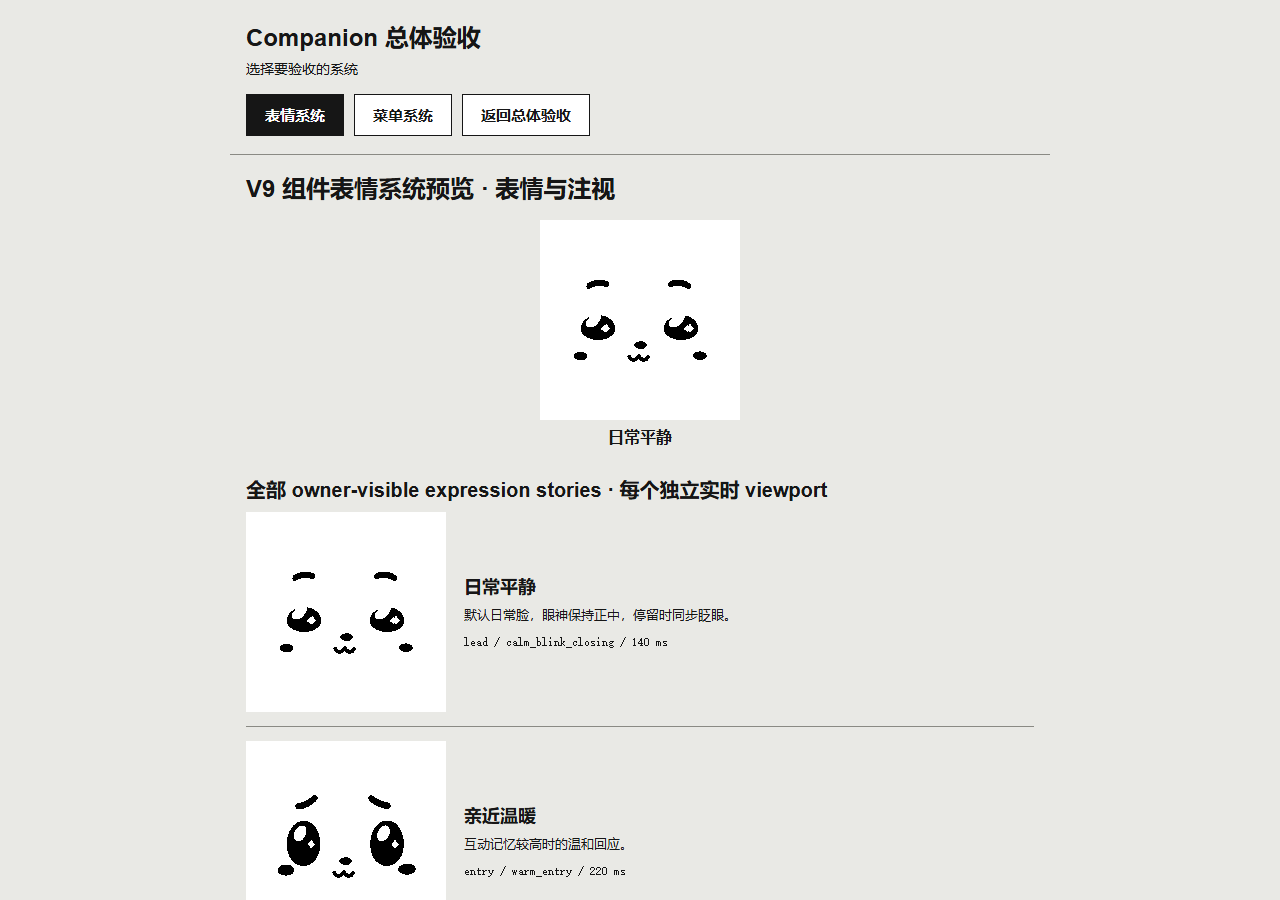 Companion 总体验收
选择要验收的系统
表情系统
菜单系统
返回总体验收
V9 组件表情系统预览 · 表情与注视
日常平静
全部 owner-visible expression stories · 每个独立实时 viewport
日常平静
默认日常脸，眼神保持正中，停留时同步眨眼。
lead / calm_blink_closing / 140 ms
亲近温暖
互动记忆较高时的温和回应。
entry / warm_entry / 220 ms